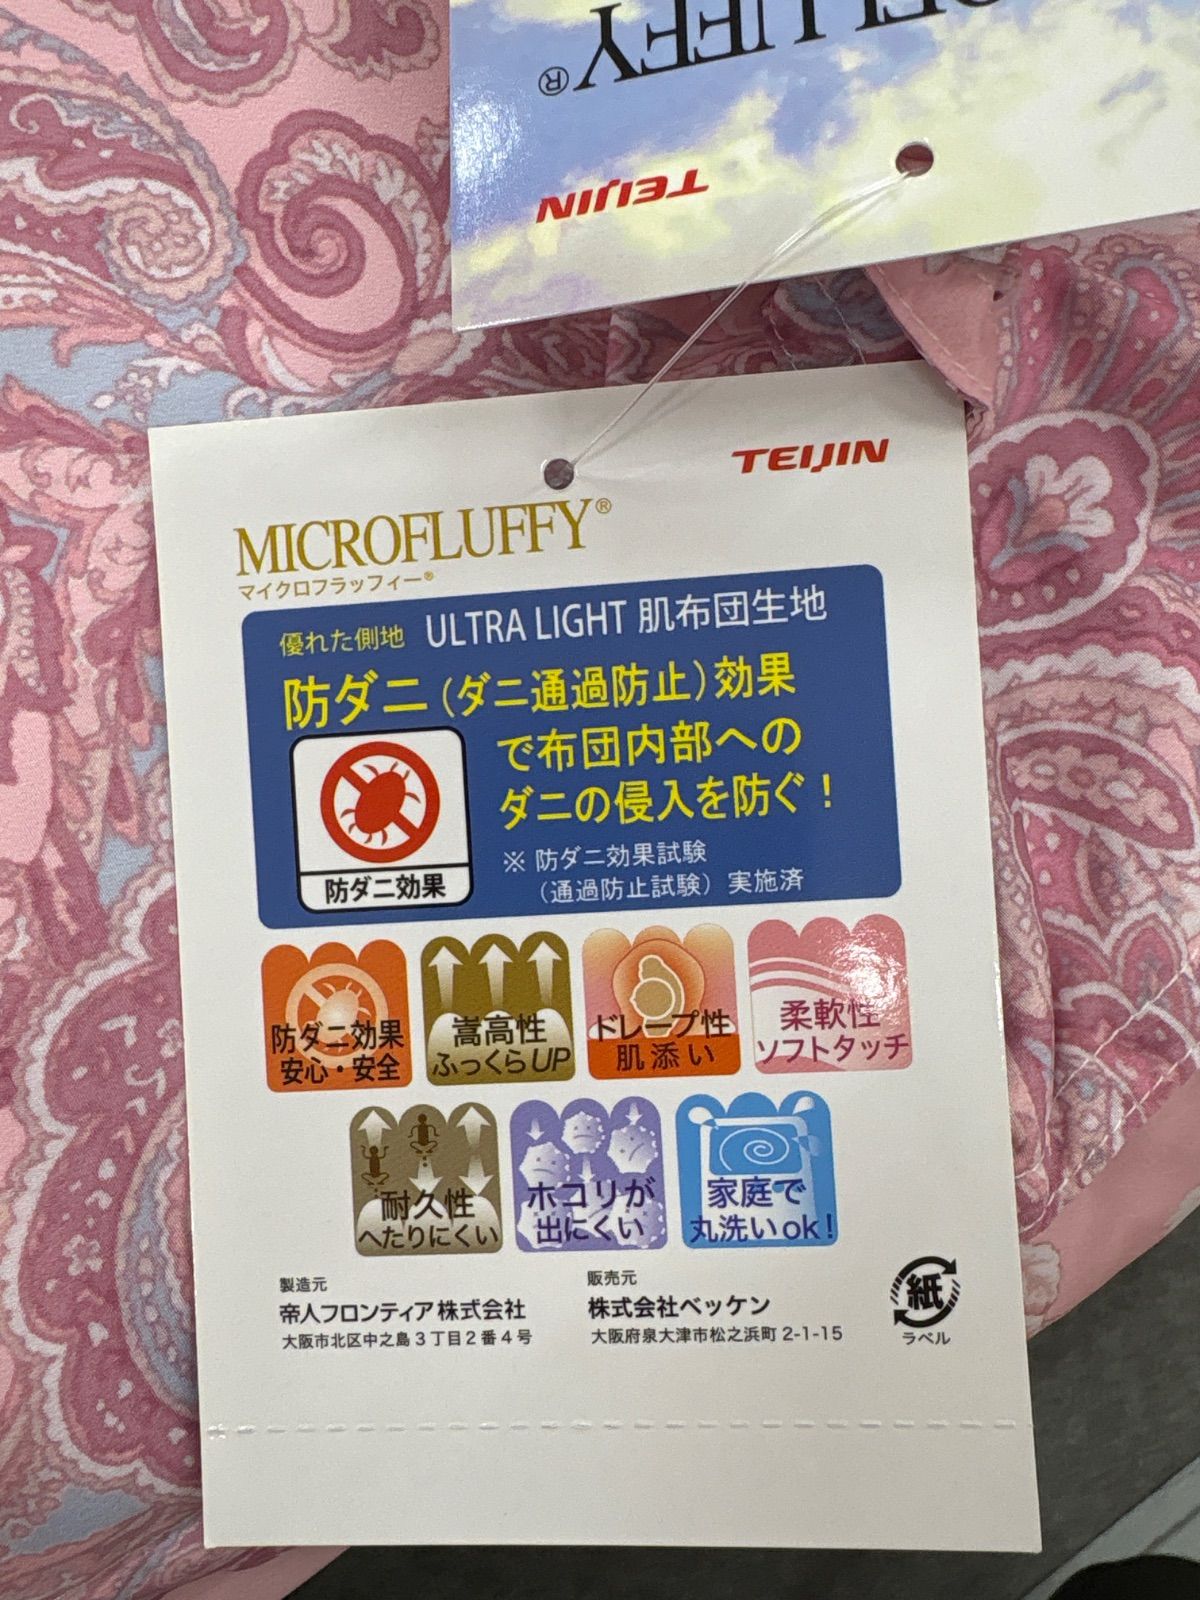 FLUFFY®
TEIJIN
TEIJIN
MICROFLUFFY®
マイクロフラッフィー®
優れた側地 ULTRA LIGHT 肌布団生地
防ダニ(ダニ通過防止)効果
で布団内部への
ダニの侵入を防ぐ!
※ 防ダニ効果試験
(通過防止試験) 実施済
防ダニ効果
防ダニ効果
安心・安全
嵩高性
ふっくらUP
ドレープ性
肌添い
柔軟性
ソフトタッチ
耐久性
へたりにくい
ホコリが
出にくい
家庭で
丸洗いok!
製造元
帝人フロンティア株式会社
大阪市北区中之島3丁目2番4号
販売元
株式会社ベッケン
大阪府泉大津市松之浜町 2-1-15
紙
ラベル